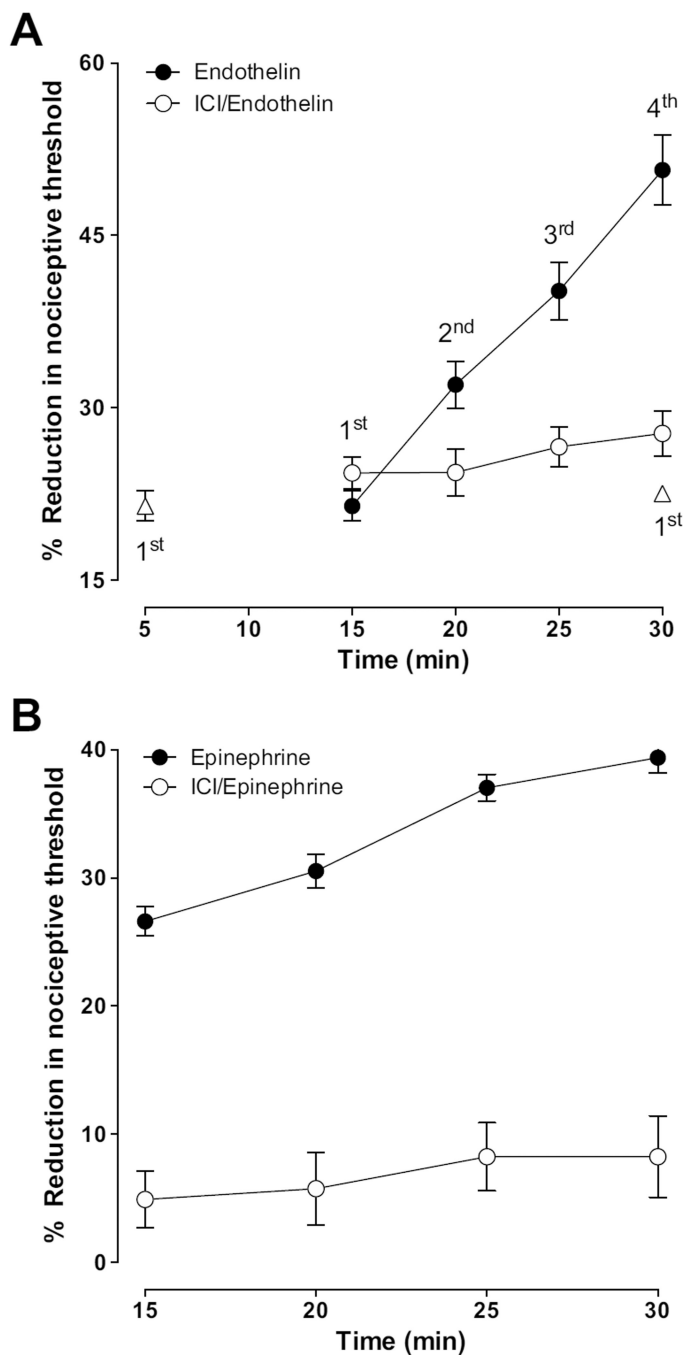 A
% Reduction in nociceptive threshold
60
45
30
15
Endothelin
ICI/Endothelin
4th
3rd
2nd
1st
1st
1st
5
10
15
20
25
30
Time (min)
B
% Reduction in nociceptive threshold
40
30
20
10
0
Epinephrine
ICI/Epinephrine
15
20
25
30
Time (min)